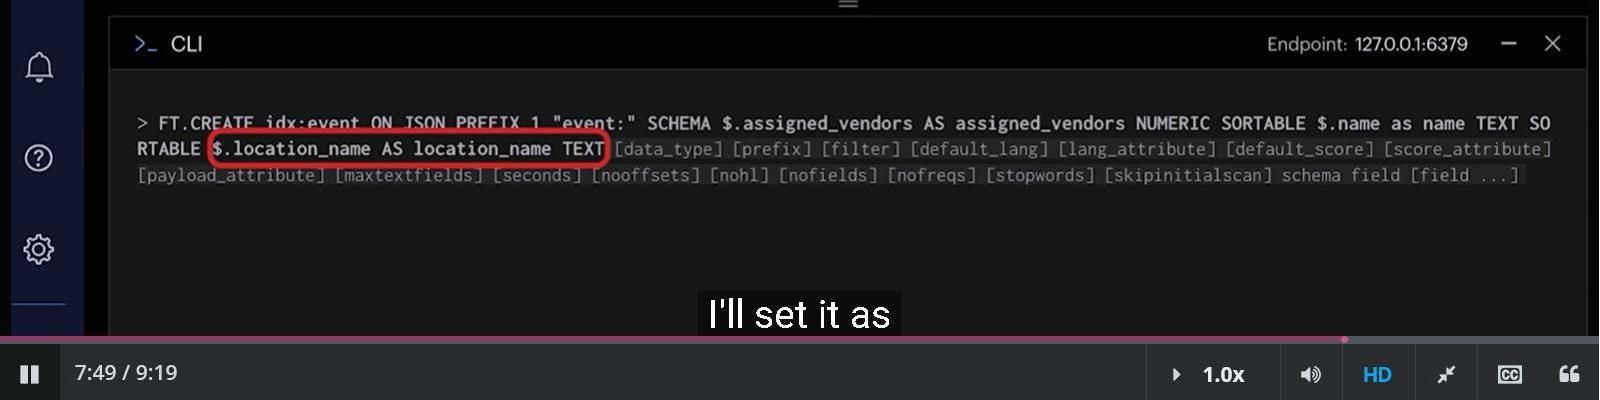 >_ CLI
Endpoint: 127.0.0.1:6379
> FT.CREATE idx:event ON JSON PREFIX 1 "event:" SCHEMA $.assigned_vendors AS assigned_vendors NUMERIC SORTABLE $.name as name TEXT SO
RTABLE $.location_name AS location_name TEXT [data_type] [prefix] [filter] [default_lang] [lang_attribute] [default_score] [score_attribute]
[payload_attribute] [maxtextfields] [seconds] [nooffsets] [nohl] [nofields] [nofreqs] [stopwords] [skipinitialscan] schema field [field ...]
I'll set it as
7:49 / 9:19
1.0x
HD
CC